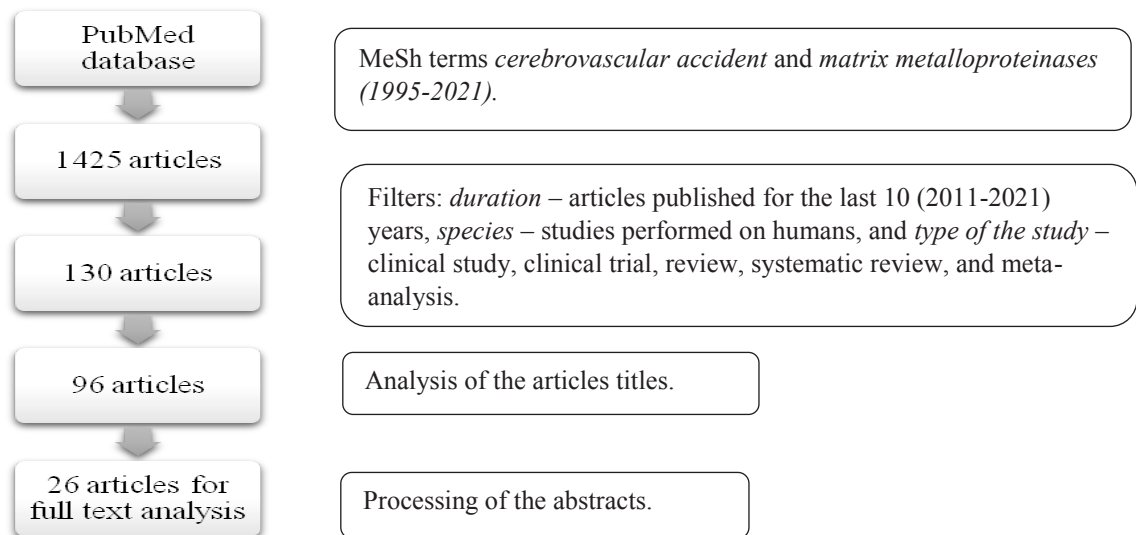 PubMed
database
MeSh terms cerebrovascular accident and matrix metalloproteinases
(1995-2021).
1425 articles
Filters: duration – articles published for the last 10 (2011-2021)
years, species – studies performed on humans, and type of the study –
clinical study, clinical trial, review, systematic review, and meta-
analysis.
130 articles
96 articles
Analysis of the articles titles.
26 articles for
full text analysis
Processing of the abstracts.